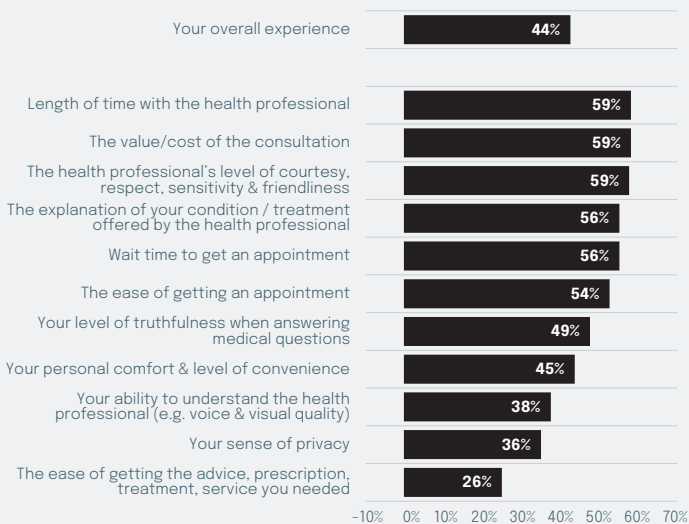 Your overall experience
44%
Length of time with the health professional
59%
The value/cost of the consultation
59%
The health professional's level of courtesy,
respect, sensitivity & friendliness
59%
The explanation of your condition / treatment
offered by the health professional
56%
Wait time to get an appointment
56%
The ease of getting an appointment
54%
Your level of truthfulness when answering
medical questions
49%
Your personal comfort & level of convenience
45%
Your ability to understand the health
professional (e.g. voice & visual quality)
38%
Your sense of privacy
36%
The ease of getting the advice, prescription,
treatment, service you needed
26%
-10% 0% 10% 20% 30% 40% 50% 60% 70%